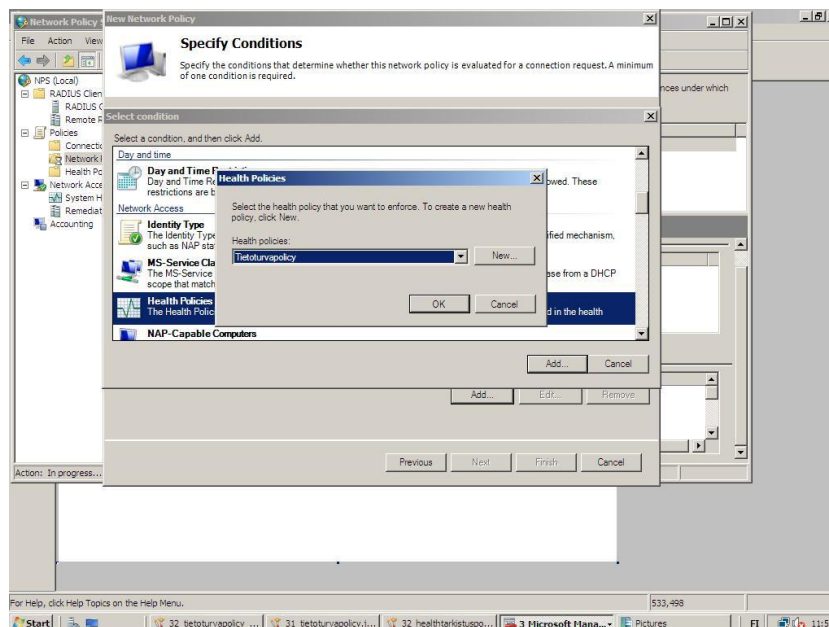 Network Policy
New Network Policy
File Action View
Specify Conditions
Specify the conditions that determine whether this network policy is evaluated for a connection request. A minimum
of one condition is required.
NPS (Local)
RADIUS Clien
RADIUS C
Remote R
Policies
Connectic
Network
Health Po
Network Acce
System H
Remediat
Accounting
nces under which
Select condition
Select a condition, and then click Add.
Day and time
Day and Time
Day and Time Re
restrictions are b
owed. These
Network Access
Identity Type
The Identity Type
such as NAP sta
ified mechanism,
MS-Service Cla
The MS-Service
scope that match
ase from a DHCP
Health Policies
The Health Polic
d in the health
NAP-Capable Computers
Health Policies
Select the health policy that you want to enforce. To create a new health
policy, click New.
Health policies:
Tietoturvapolicy
New...
OK Cancel
Add... Cancel
Add... Edit... Remove
Previous Next Finish Cancel
Action: In progress...
For Help, click Help Topics on the Help Menu.
533,498
Start
32 tietoturvapolicy ...
31 tietoturvapolicy.j...
32 healthtarkistuspo...
3 Microsoft Mana...
Pictures
FI
11:5